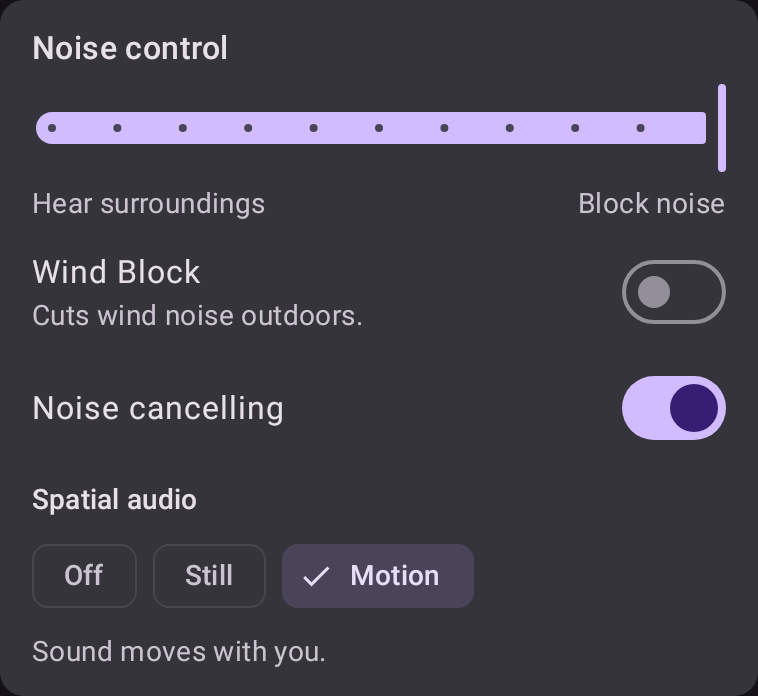 Noise control
Hear surroundings
Block noise
Wind Block
Cuts wind noise outdoors.
Noise cancelling
Spatial audio
Off
Still
Motion
Sound moves with you.